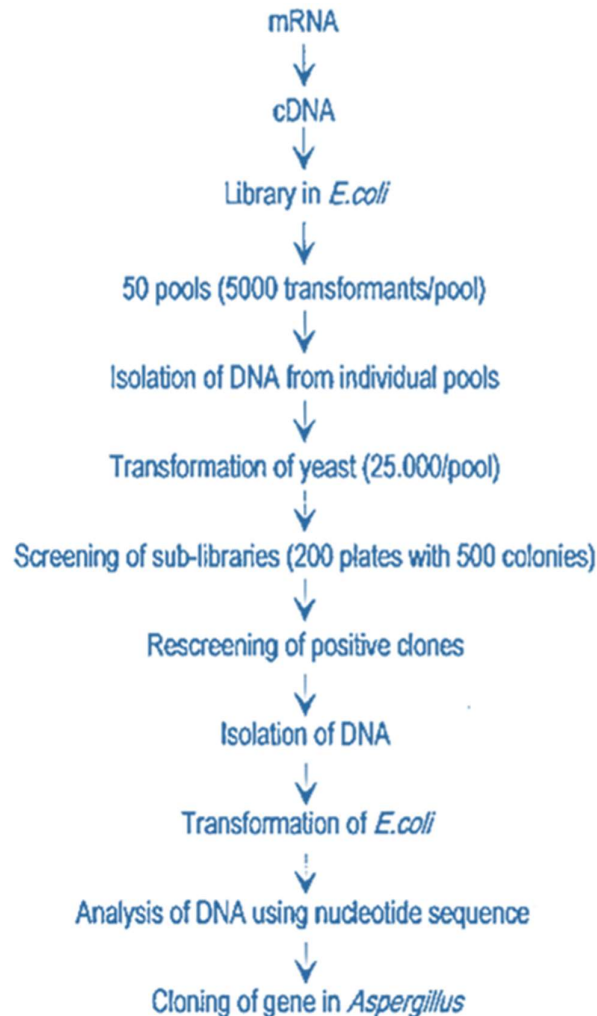 mRNA
cDNA
Library in E.coli
50 pools (5000 transformants/pool)
Isolation of DNA from individual pools
Transformation of yeast (25.000/pool)
Screening of sub-libraries (200 plates with 500 colonies)
Rescreening of positive clones
Isolation of DNA
Transformation of E.coli
Analysis of DNA using nucleotide sequence
Cloning of gene in Aspergillus